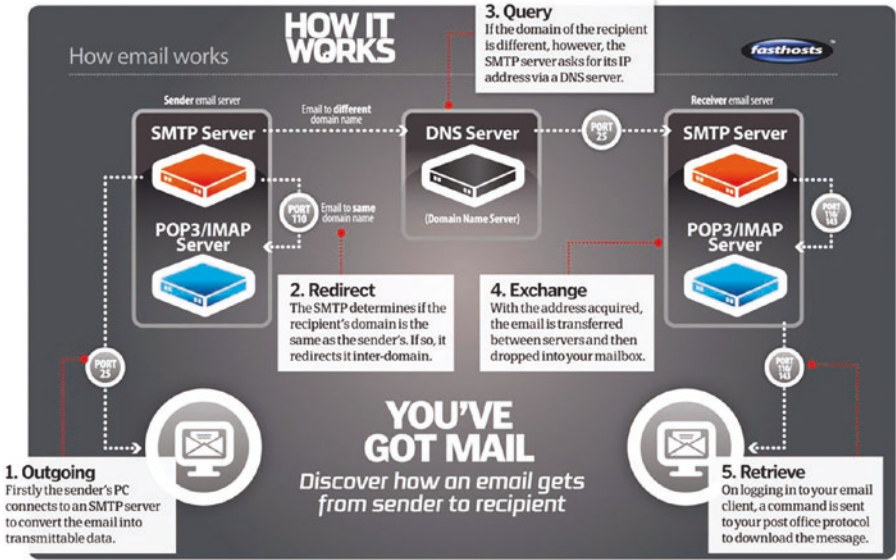 How email works
HOW IT
WORKS
3. Query
If the domain of the recipient
is different, however, the
SMTP server asks for its IP
address via a DNS server.
fasthosts™
Sender email server
SMTP Server
PORT
110
POP3/IMAP
Server
Email to different
domain name
Email to same
domain name
DNS Server
(Domain Name Server)
PORT
25
Receiver email server
SMTP Server
PORT
110/
143
POP3/IMAP
Server
2. Redirect
The SMTP determines if the
recipient's domain is the
same as the sender's. If so, it
redirects it inter-domain.
4. Exchange
With the address acquired,
the email is transferred
between servers and then
dropped into your mailbox.
PORT
25
PORT
110/
143
YOU'VE
GOT MAIL
Discover how an email gets
from sender to recipient
1. Outgoing
Firstly the sender's PC
connects to an SMTP server
to convert the email into
transmittable data.
5. Retrieve
On logging in to your email
client, a command is sent
to your post office protocol
to download the message.